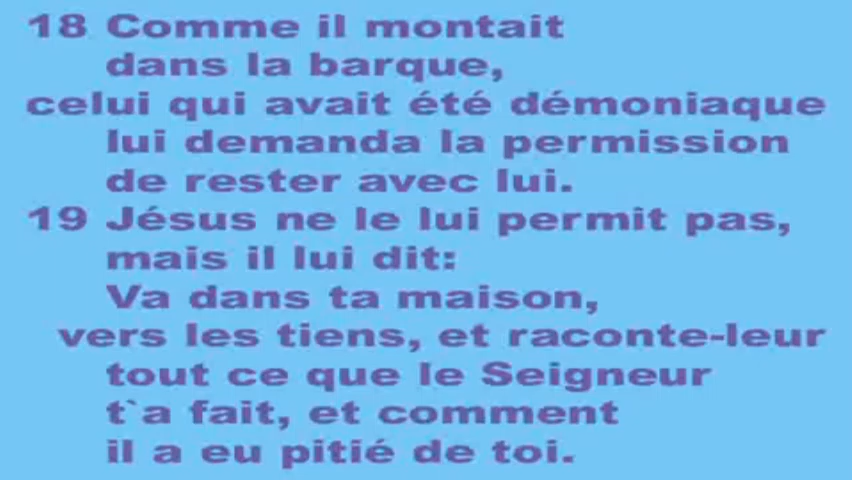 18 Comme il montait
dans la barque,
celui qui avait été démoniaque
lui demanda la permission
de rester avec lui.
19 Jésus ne le lui permit pas,
mais il lui dit:
Va dans ta maison,
vers les tiens, et raconte-leur
tout ce que le Seigneur
t`a fait, et comment
il a eu pitié de toi.